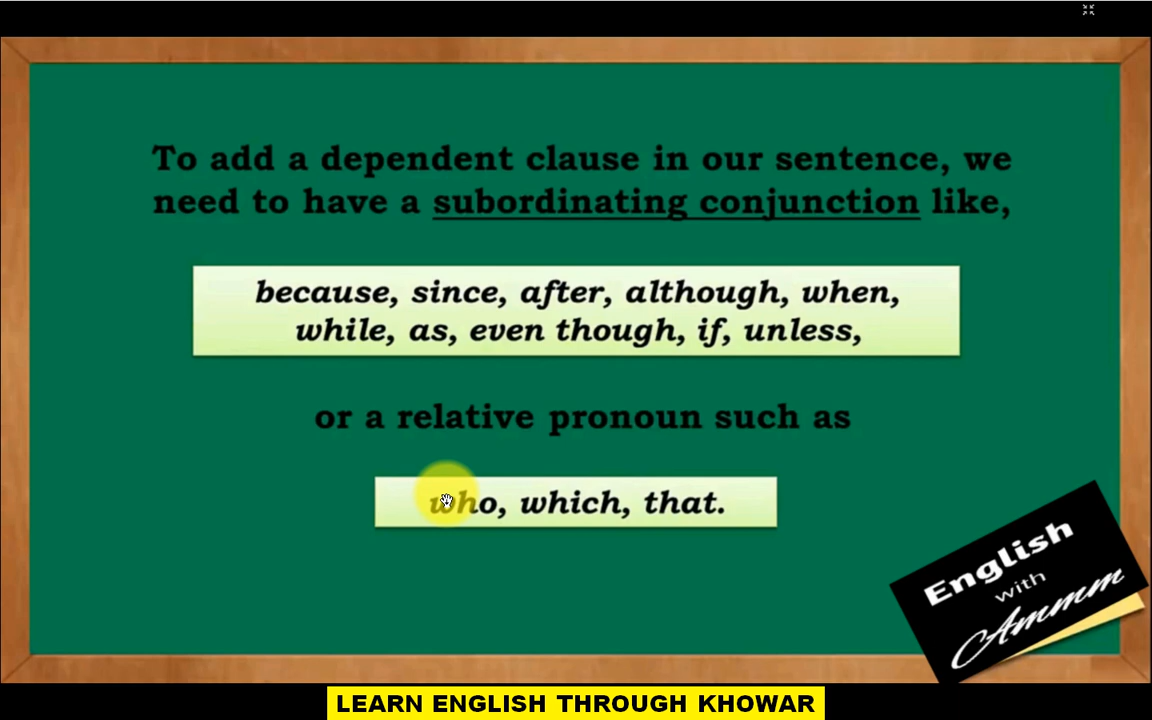 To add a dependent clause in our sentence, we
need to have a subordinating conjunction like,
because, since, after, although, when,
while, as, even though, if, unless,
or a relative pronoun such as
who, which, that.
English
with
Ammm
LEARN ENGLISH THROUGH KHOWAR